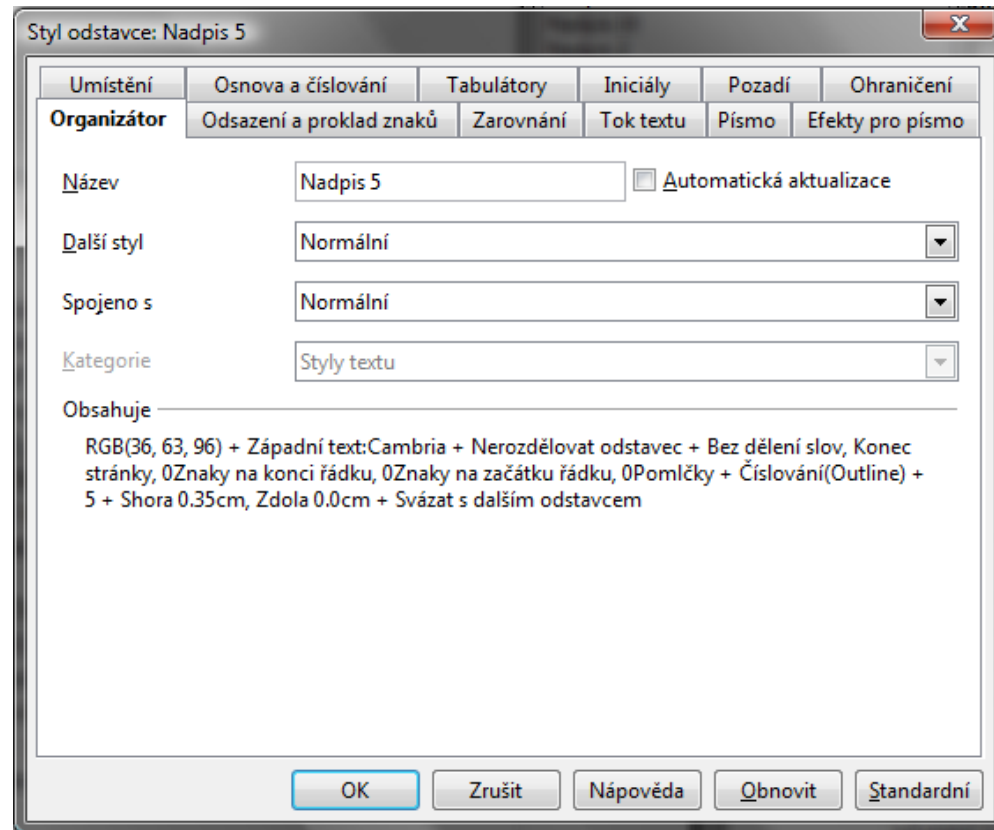 Styl odstavce: Nadpis 5
Umístění Osnova a číslování Tabulátory Iniciály Pozadí Ohraničení
Organizátor Odsazení a proklad znaků Zarovnání Tok textu Písmo Efekty pro písmo
Název Nadpis 5 Automatická aktualizace
Další styl Normální
Spojeno s Normální
Kategorie Styly textu
Obsahuje
RGB(36, 63, 96) + Západní text:Cambria + Nerozdělovat odstavec + Bez dělení slov, Konec
stránky, 0Znaky na konci řádku, 0Znaky na začátku řádku, 0Pomlčky + Číslování(Outline) +
5 + Shora 0.35cm, Zdola 0.0cm + Svázat s dalším odstavcem
OK Zrušit Nápověda Obnovit Standardní